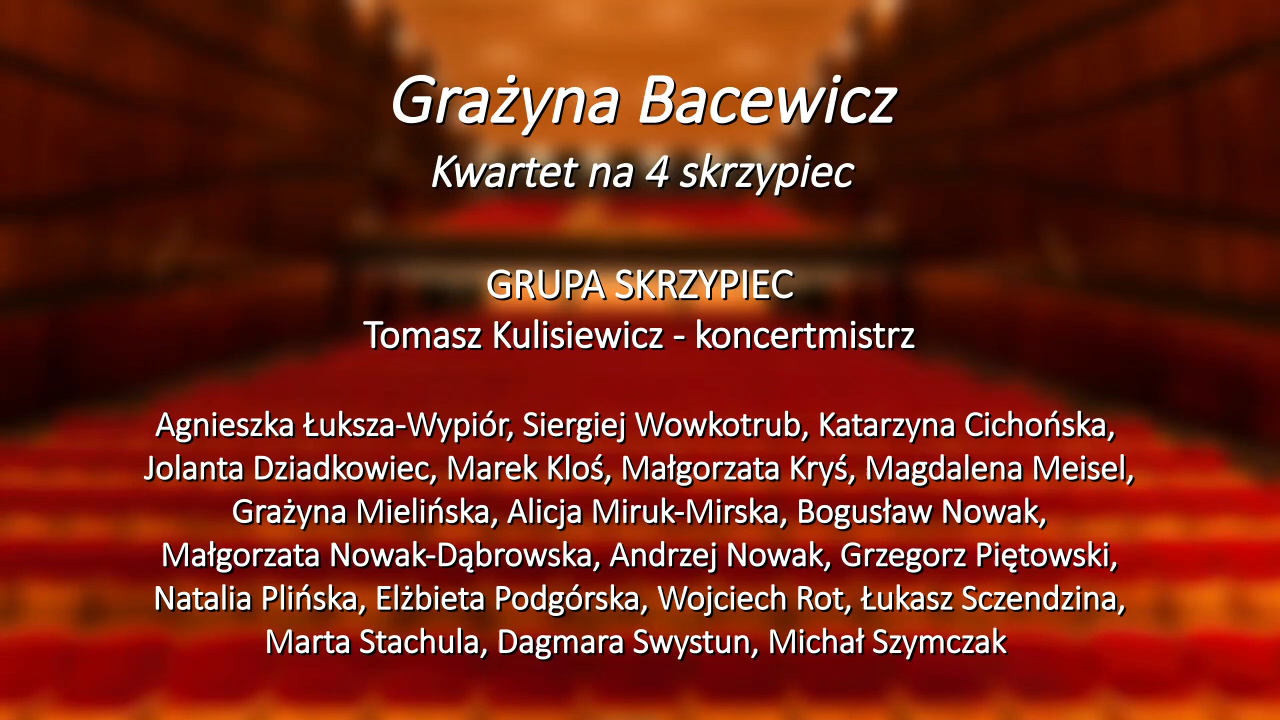 Grażyna Bacewicz
Kwartet na 4 skrzypiec
GRUPA SKRZYPIEC
Tomasz Kulisiewicz - koncertmistrz
Agnieszka Łuksza-Wypiór, Siergiej Wowkotrub, Katarzyna Cichońska,
Jolanta Dziadkowiec, Marek Kloś, Małgorzata Kryś, Magdalena Meisel,
Grażyna Mielińska, Alicja Miruk-Mirska, Bogusław Nowak,
Małgorzata Nowak-Dąbrowska, Andrzej Nowak, Grzegorz Piętowski,
Natalia Plińska, Elżbieta Podgórska, Wojciech Rot, Łukasz Sczendzina,
Marta Stachula, Dagmara Swystun, Michał Szymczak